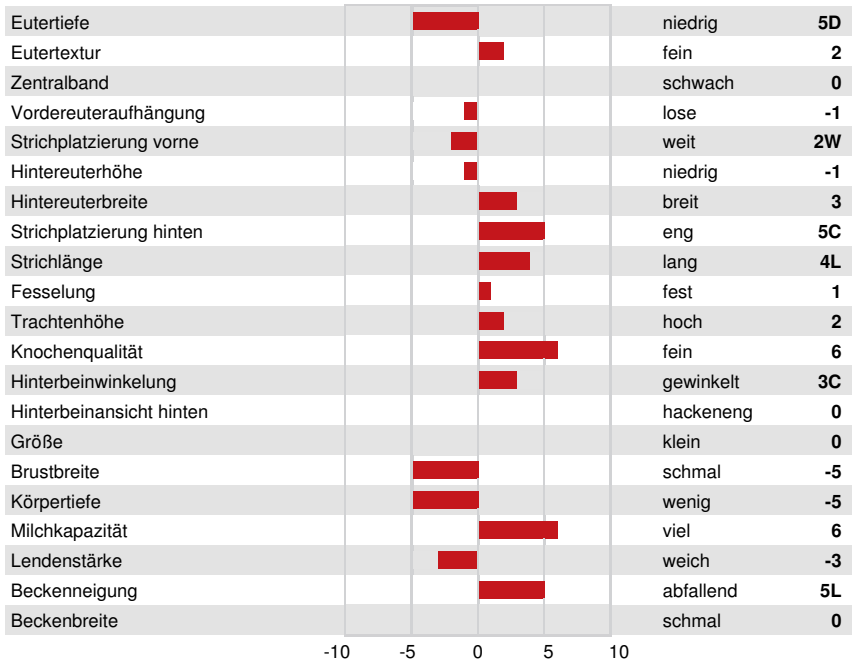 Eutertiefe niedrig 5D
Eutertextur fein 2
Zentralband schwach 0
Vordereuteraufhängung lose -1
Strichplatzierung vorne weit 2W
Hintereuterhöhe niedrig -1
Hintereuterbreite breit 3
Strichplatzierung hinten eng 5C
Strichlänge lang 4L
Fesselung fest 1
Trachtenhöhe hoch 2
Knochenqualität fein 6
Hinterbeinwinkelung gewinkelt 3C
Hinterbeinansicht hinten hackeneng 0
Größe klein 0
Brustbreite schmal -5
Körpertiefe wenig -5
Milchkapazität viel 6
Lendenstärke weich -3
Beckenneigung abfallend 5L
Beckenbreite schmal 0
-10 -5 0 5 10